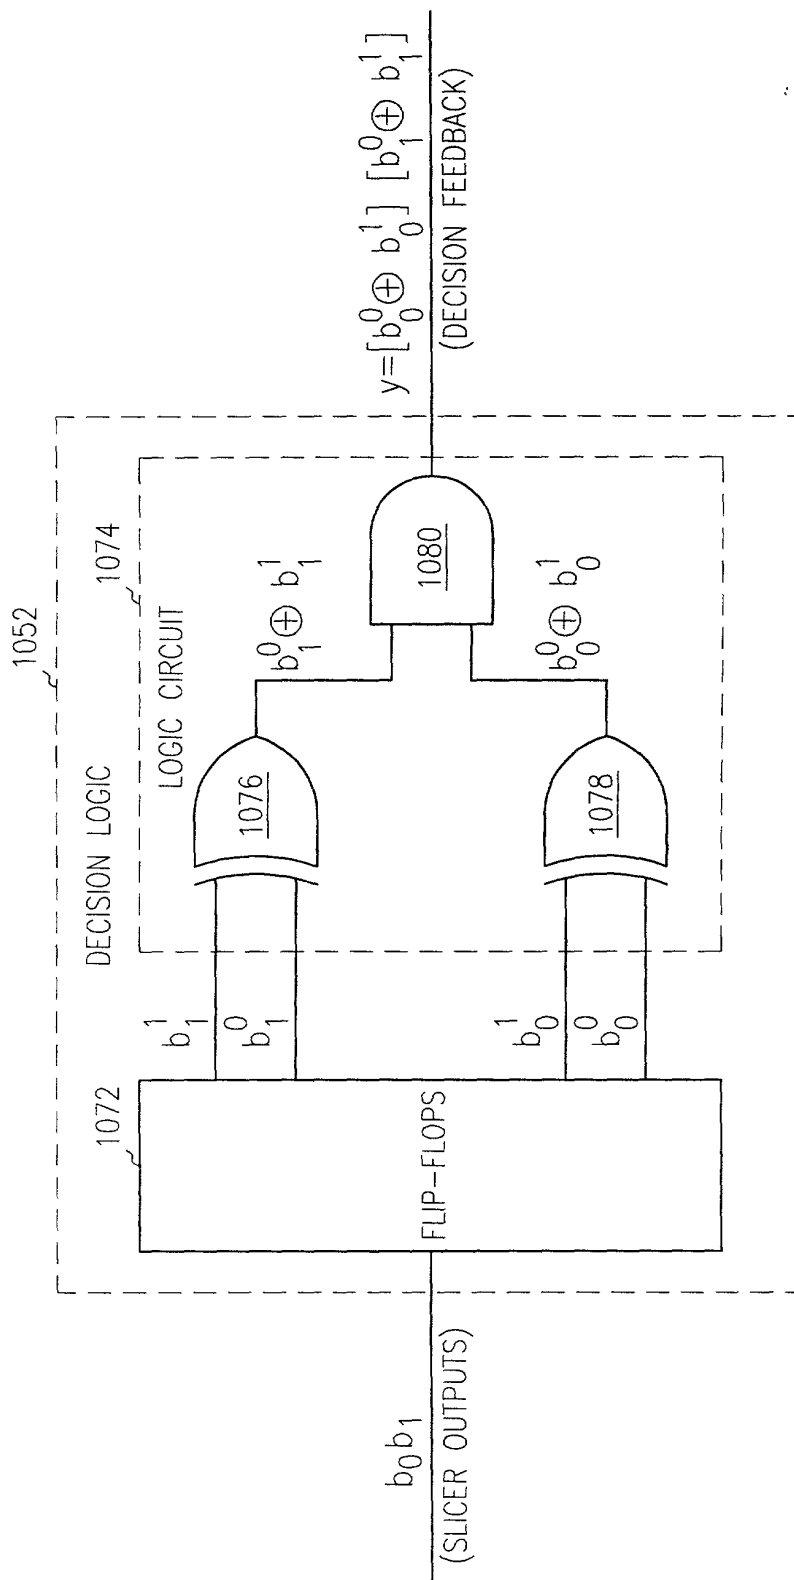 1052
DECISION LOGIC
1074
LOGIC CIRCUIT
1072
FLIP-FLOPS
b₀b₁
(SLICER OUTPUTS)
b₁¹
b₁⁰
b₀¹
b₀⁰
1076
1078
b₁⁰ ⊕ b₁¹
b₀⁰ ⊕ b₀¹
1080
y=[b₀⁰ ⊕ b₀¹] [b₁⁰ ⊕ b₁¹]
(DECISION FEEDBACK)